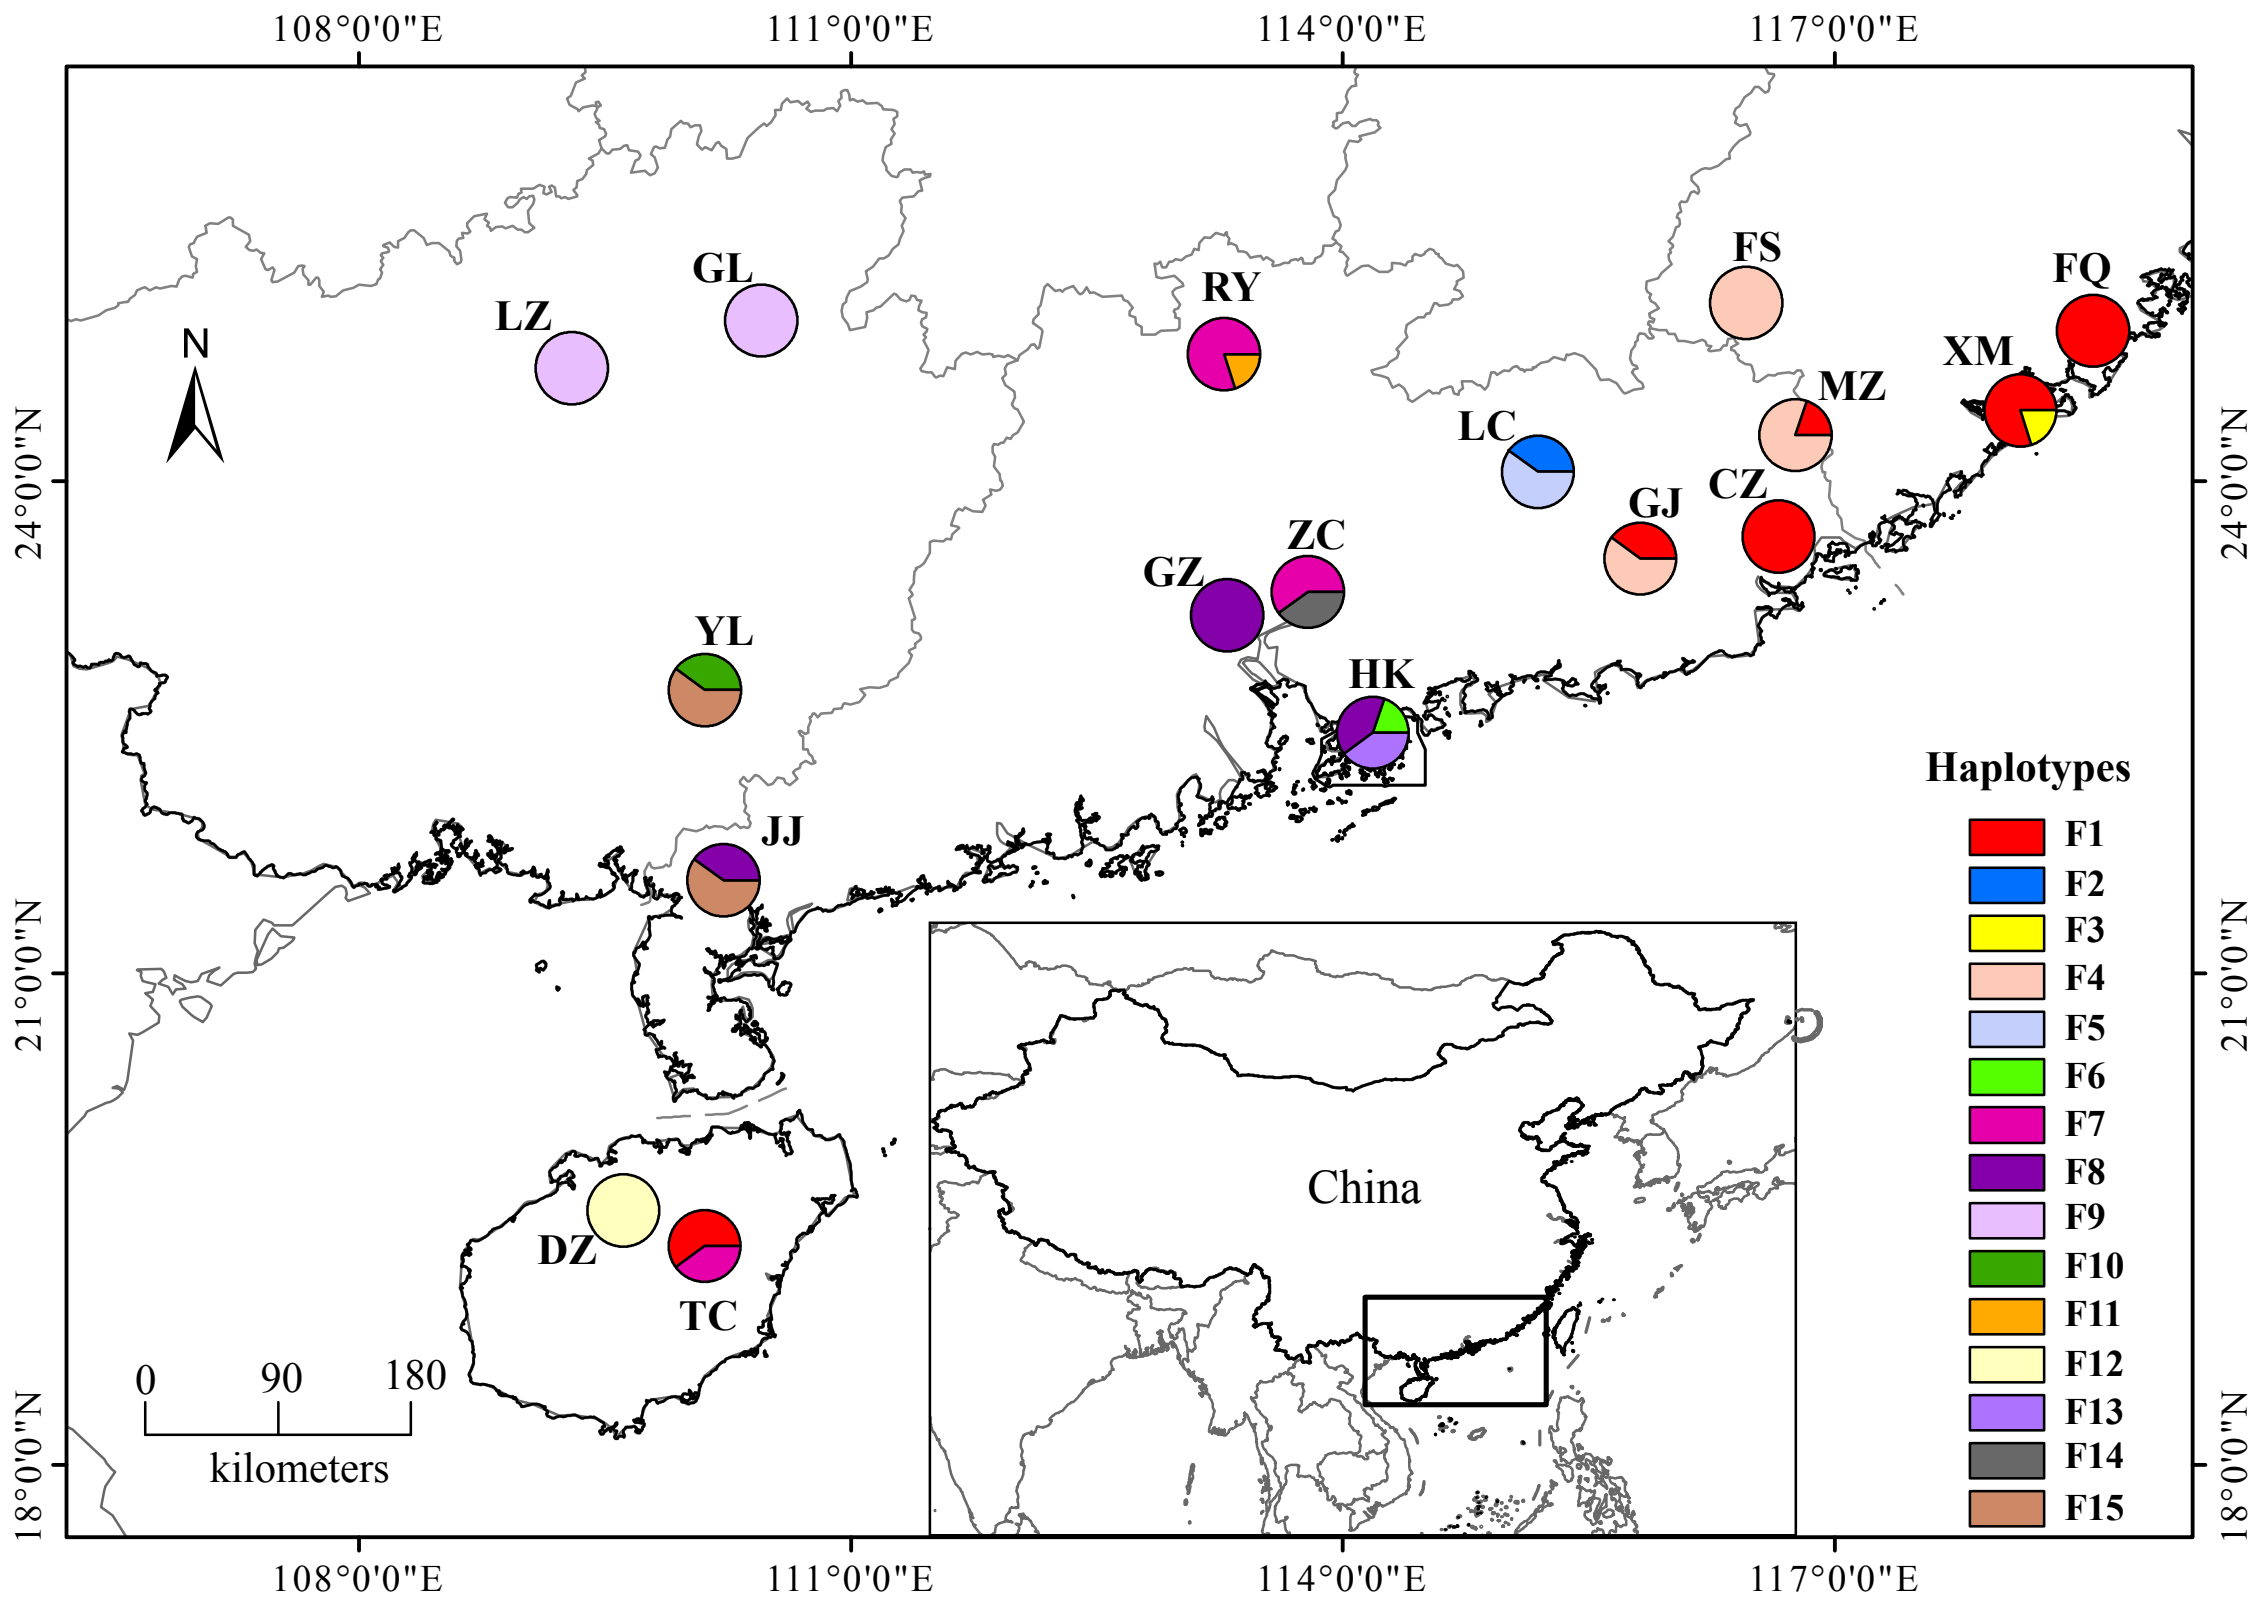 108°0'0"E 111°0'0"E 114°0'0"E 117°0'0"E
24°0'0"N
21°0'0"N
18°0'0"N
24°0'0"N
21°0'0"N
18°0'0"N
N
FS
GL
FQ
RY
LZ
XM
MZ
LC
CZ
GJ
ZC
GZ
YL
HK
JJ
DZ
TC
0 90 180
kilometers
China
Haplotypes
F1
F2
F3
F4
F5
F6
F7
F8
F9
F10
F11
F12
F13
F14
F15
108°0'0"E 111°0'0"E 114°0'0"E 117°0'0"E